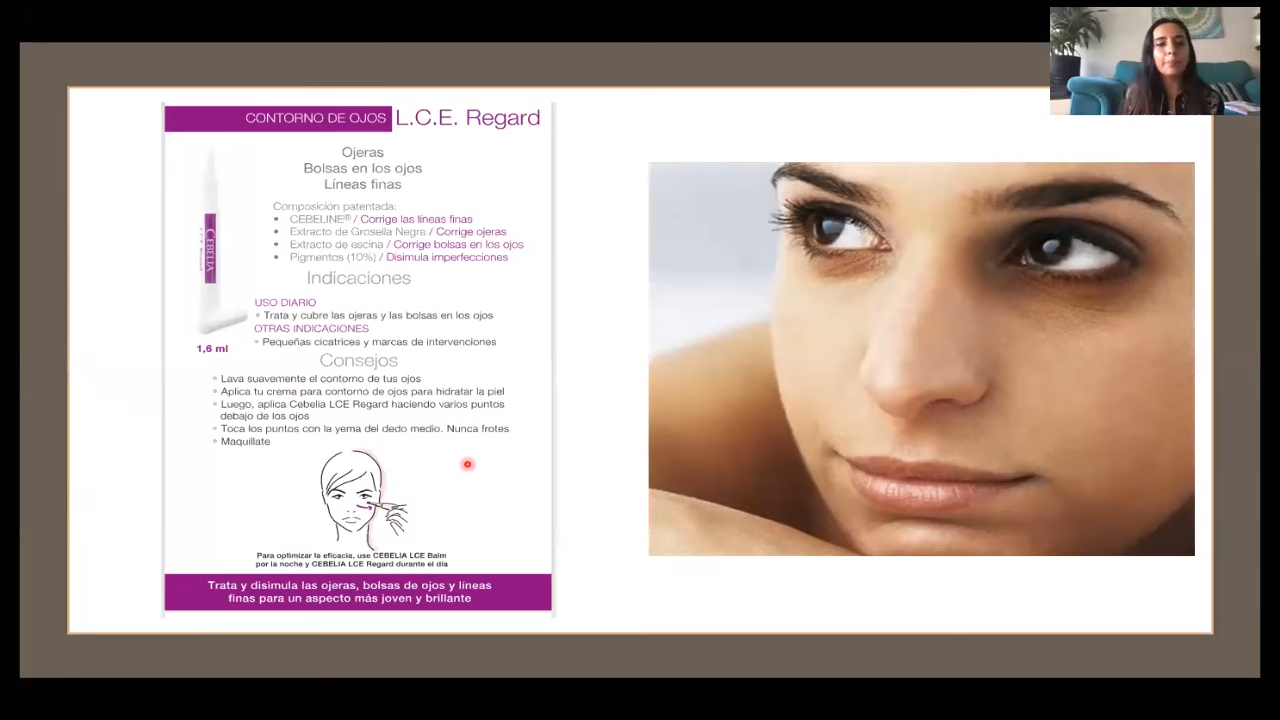 CONTORNO DE OJOS L.C.E. Regard
Ojeras
Bolsas en los ojos
Líneas finas
Composición patentada:
• CEBELINE® / Corrige las líneas finas
• Extracto de Grosella Negra / Corrige ojeras
• Extracto de escina / Corrige bolsas en los ojos
• Pigmentos (10%) / Disimula imperfecciones
Indicaciones
USO DIARIO
• Trata y cubre las ojeras y las bolsas en los ojos
OTRAS INDICACIONES
• Pequeñas cicatrices y marcas de intervenciones
CEBELIA
1,6 ml
Consejos
• Lava suavemente el contorno de tus ojos
• Aplica tu crema para contorno de ojos para hidratar la piel
• Luego, aplica Cebelia LCE Regard haciendo varios puntos
debajo de los ojos
• Toca los puntos con la yema del dedo medio. Nunca frotes
• Maquíllate
Para optimizar la eficacia, use CEBELIA LCE Balm
por la noche y CEBELIA LCE Regard durante el día
Trata y disimula las ojeras, bolsas de ojos y líneas
finas para un aspecto más joven y brillante